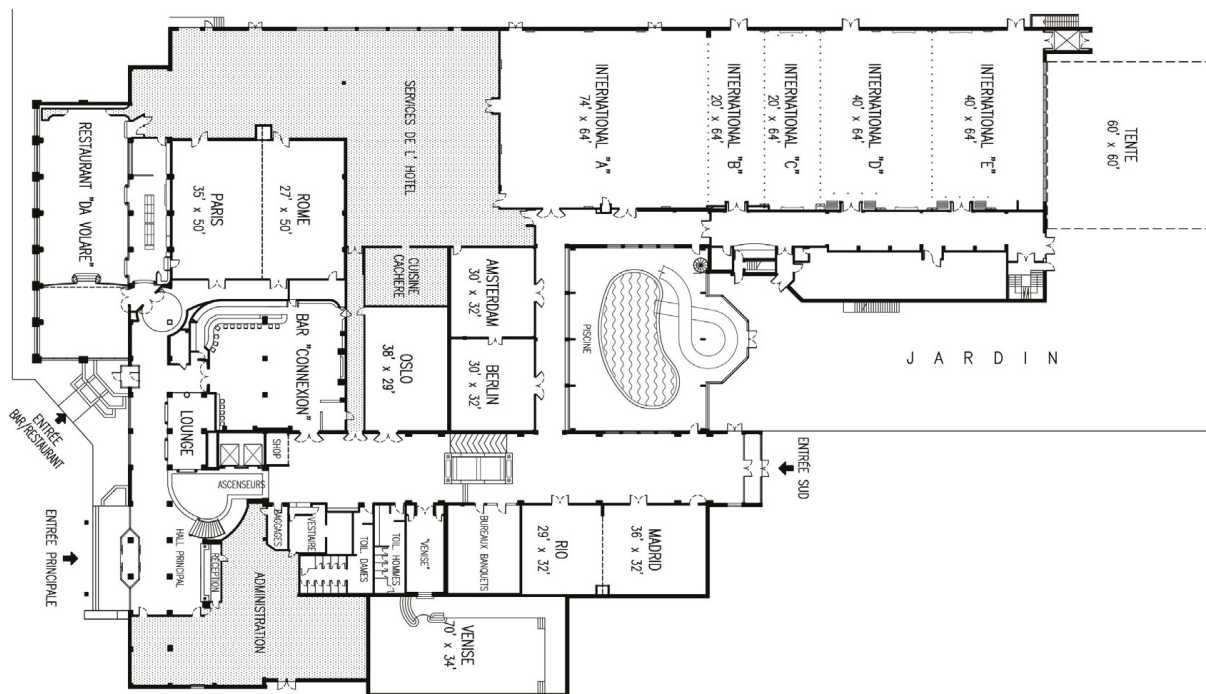 SERVICES DE L' HOTEL
INTERNATIONAL "A"
74' x 64'
INTERNATIONAL "B"
20' x 64'
INTERNATIONAL "C"
20' x 64'
INTERNATIONAL "D"
40' x 64'
INTERNATIONAL "E"
40' x 64'
TENTE
60' x 60'
RESTAURANT "DA VOLARE"
PARIS
35' x 50'
ROME
27' x 50'
CUISINE
CACHERE
AMSTERDAM
30' x 32'
PISCINE
BAR "CONNEXION"
OSLO
38' x 29'
BERLIN
30' x 32'
JARDIN
ENTRÉE
BAR/RESTAURANT
LOUNGE
SHOP
ASCENSEURS
ENTRÉE SUD
ENTRÉE PRINCIPALE
HALL PRINCIPAL
RECEPTION
BAGGAGES
VESTIAIRE
TOIL. DAMES
TOIL. HOMMES
"VENISE"
BUREAUX BANQUETS
RIO
29' x 32'
MADRID
36' x 32'
ADMINISTRATION
VENISE
70' x 34'